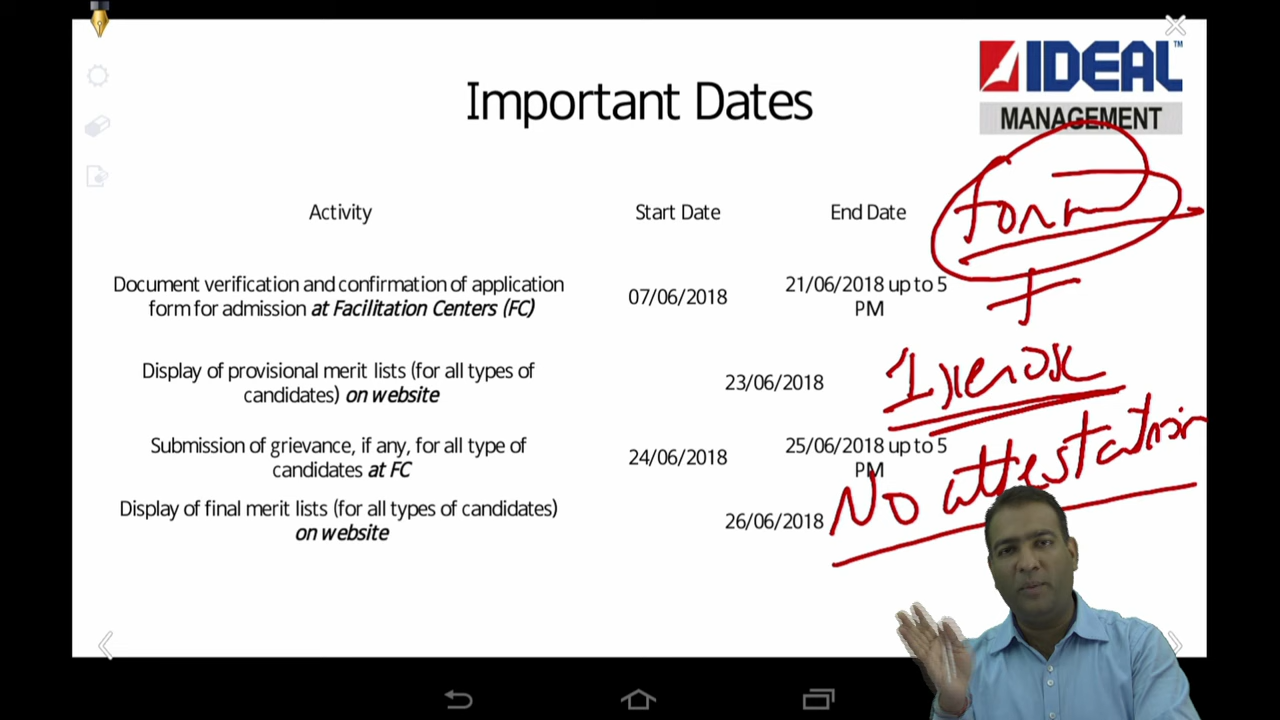 IDEAL™
MANAGEMENT
Important Dates
Activity Start Date End Date
Form
+
1 xerox
No attestation
Document verification and confirmation of application
form for admission at Facilitation Centers (FC)
07/06/2018
21/06/2018 up to 5
PM
Display of provisional merit lists (for all types of
candidates) on website
23/06/2018
Submission of grievance, if any, for all type of
candidates at FC
24/06/2018
25/06/2018 up to 5
PM
Display of final merit lists (for all types of candidates)
on website
26/06/2018